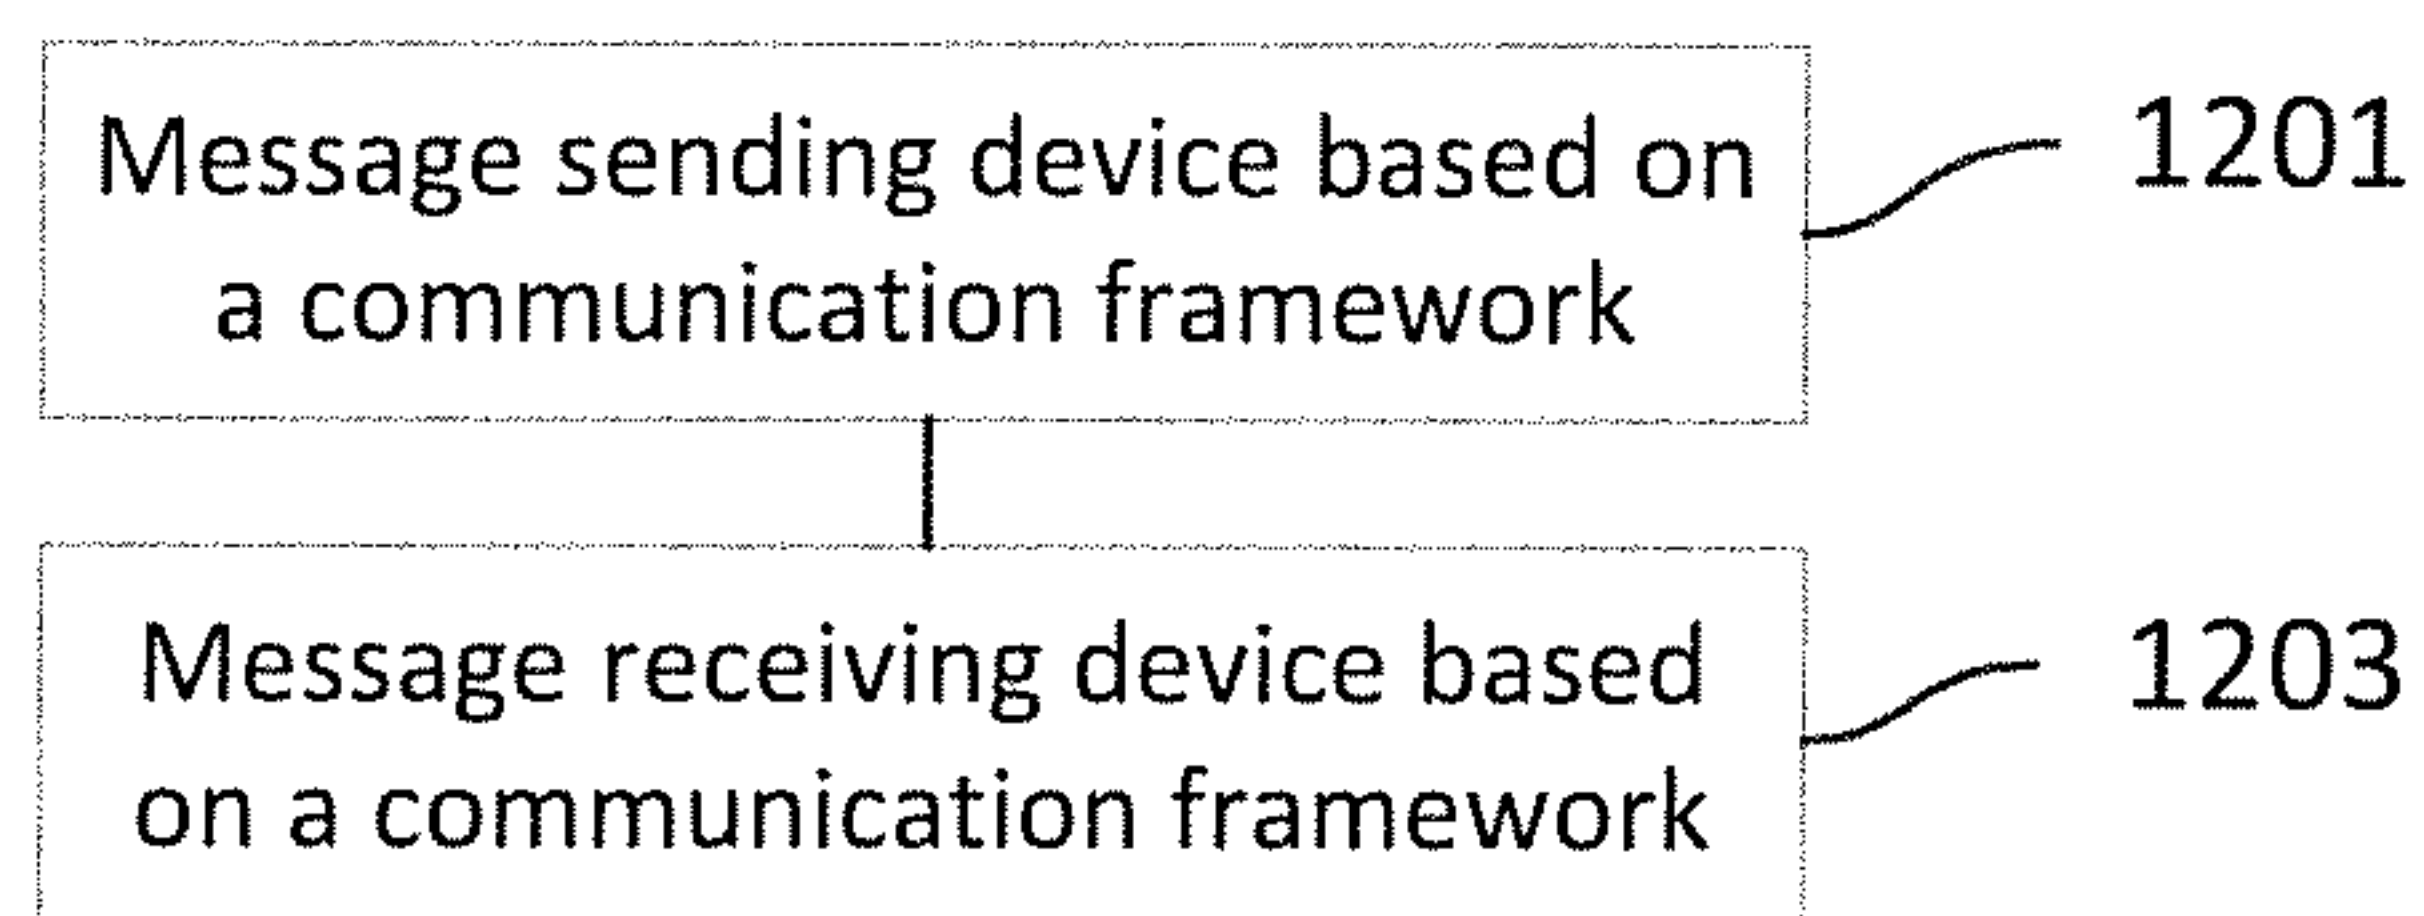 Message sending device based on
a communication framework
1201
Message receiving device based
on a communication framework
1203